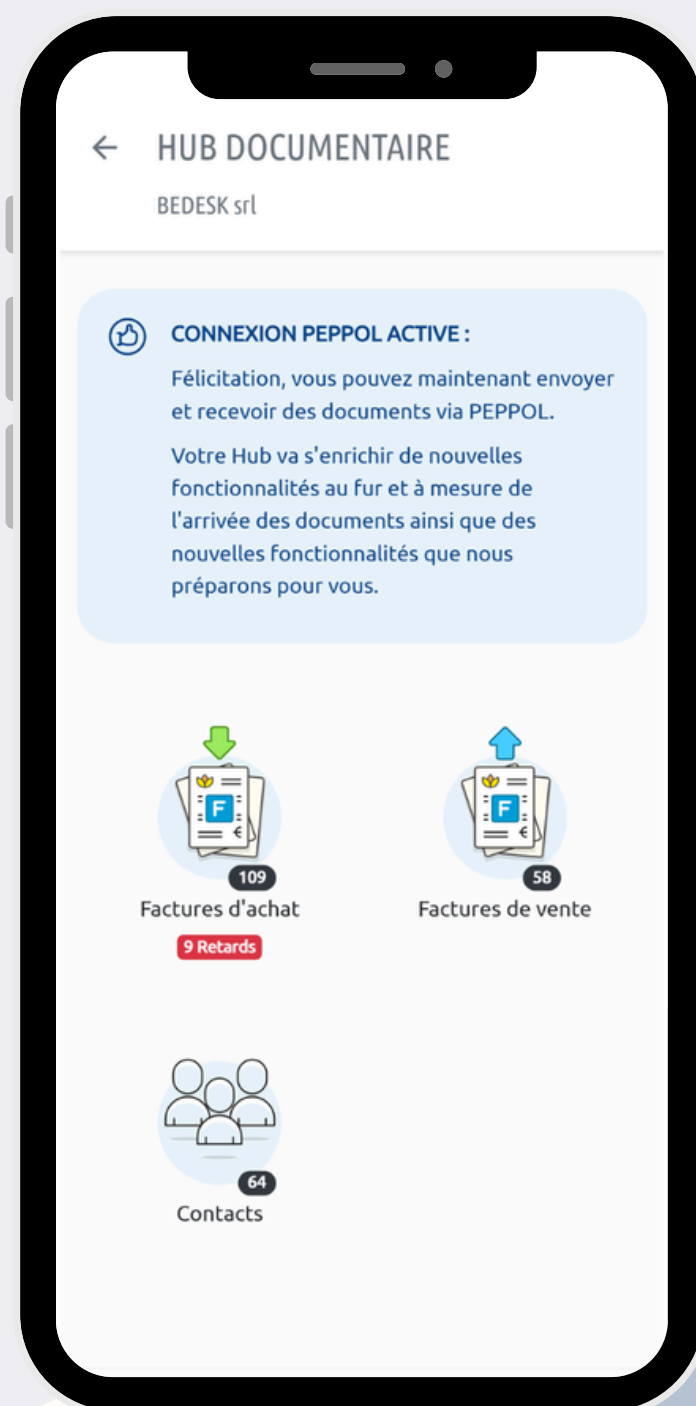 HUB DOCUMENTAIRE
BEDESK srl
CONNEXION PEPPOL ACTIVE :
Félicitation, vous pouvez maintenant envoyer
et recevoir des documents via PEPPOL.
Votre Hub va s'enrichir de nouvelles
fonctionnalités au fur et à mesure de
l'arrivée des documents ainsi que des
nouvelles fonctionnalités que nous
préparons pour vous.
F
€
109
Factures d'achat
9 Retards
F
€
58
Factures de vente
64
Contacts